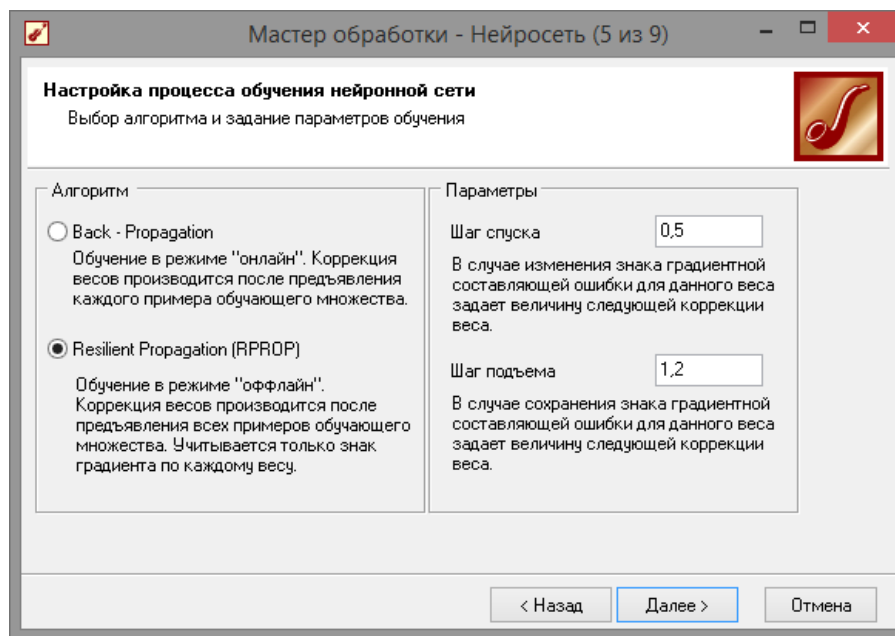 Мастер обработки - Нейросеть (5 из 9)
Настройка процесса обучения нейронной сети
Выбор алгоритма и задание параметров обучения
Алгоритм
Back - Propagation
Обучение в режиме "онлайн". Коррекция
весов производится после предъявления
каждого примера обучающего множества.
Resilient Propagation (RPROP)
Обучение в режиме "оффлайн".
Коррекция весов производится после
предъявления всех примеров обучающего
множества. Учитывается только знак
градиента по каждому весу.
Параметры
Шаг спуска 0,5
В случае изменения знака градиентной
составляющей ошибки для данного веса
задает величину следующей коррекции
веса.
Шаг подъема 1,2
В случае сохранения знака градиентной
составляющей ошибки для данного веса
задает величину следующей коррекции
веса.
< Назад Далее > Отмена